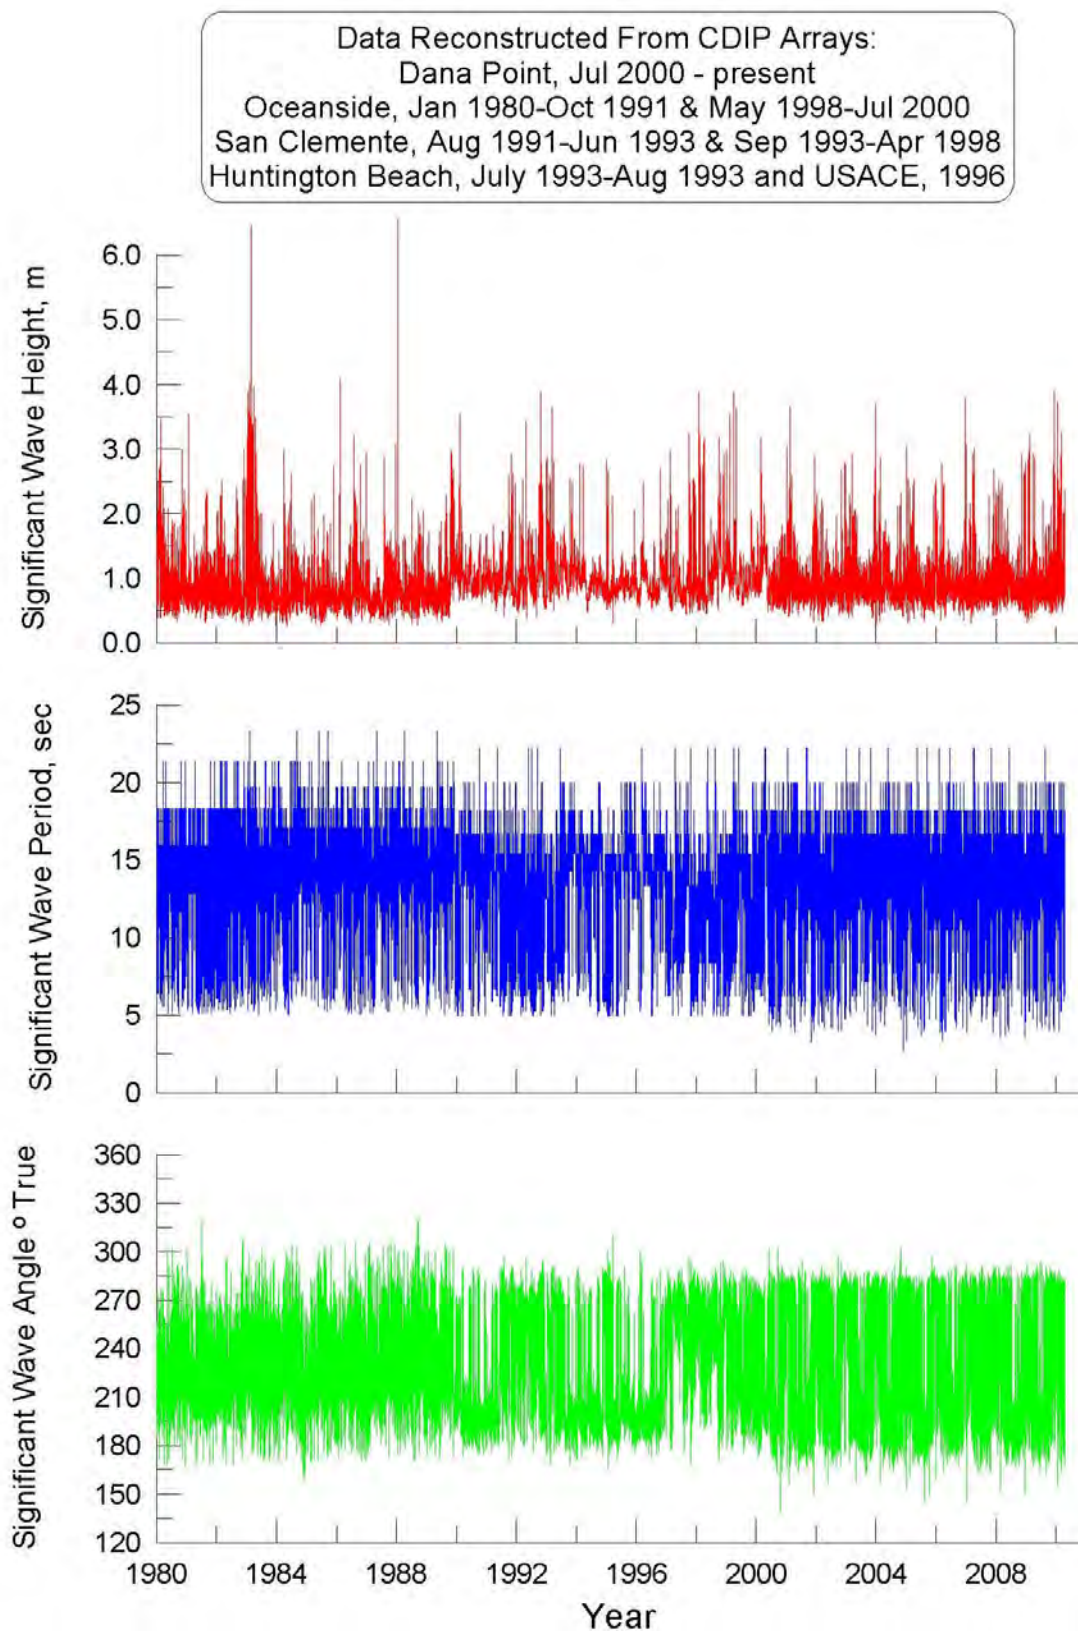 Data Reconstructed From CDIP Arrays:
Dana Point, Jul 2000 - present
Oceanside, Jan 1980-Oct 1991 & May 1998-Jul 2000
San Clemente, Aug 1991-Jun 1993 & Sep 1993-Apr 1998
Huntington Beach, July 1993-Aug 1993 and USACE, 1996
Significant Wave Height, m
6.0
5.0
4.0
3.0
2.0
1.0
0.0
Significant Wave Period, sec
25
20
15
10
5
0
Significant Wave Angle º True
360
330
300
270
240
210
180
150
120
1980 1984 1988 1992 1996 2000 2004 2008
Year